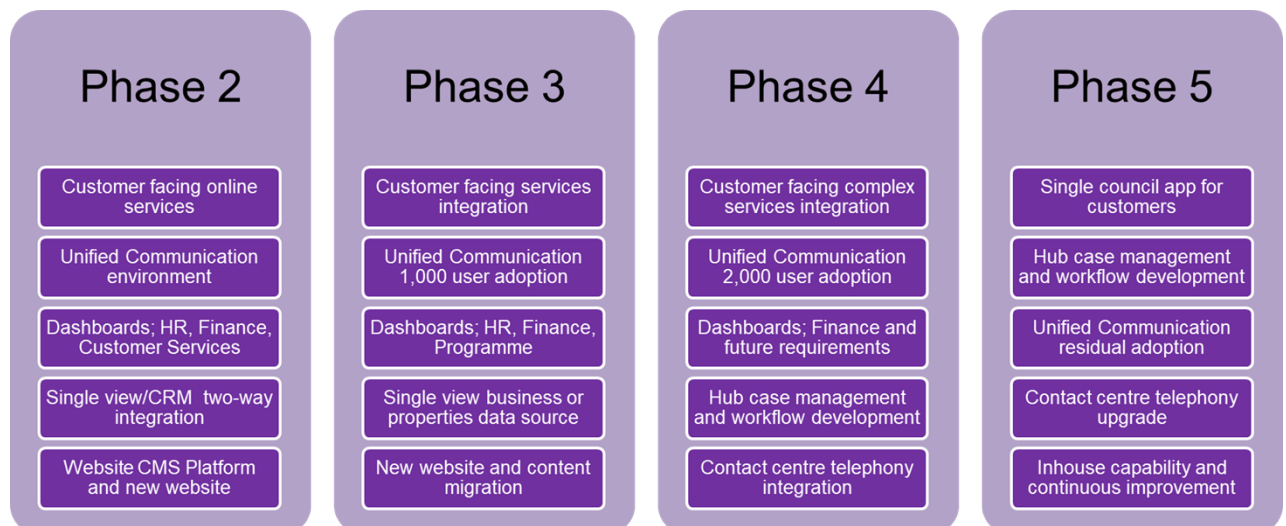 Phase 2
Customer facing online
services
Unified Communication
environment
Dashboards; HR, Finance,
Customer Services
Single view/CRM two-way
integration
Website CMS Platform
and new website
Phase 3
Customer facing services
integration
Unified Communication
1,000 user adoption
Dashboards; HR, Finance,
Programme
Single view business or
properties data source
New website and content
migration
Phase 4
Customer facing complex
services integration
Unified Communication
2,000 user adoption
Dashboards; Finance and
future requirements
Hub case management
and workflow development
Contact centre telephony
integration
Phase 5
Single council app for
customers
Hub case management
and workflow development
Unified Communication
residual adoption
Contact centre telephony
upgrade
Inhouse capability and
continuous improvement